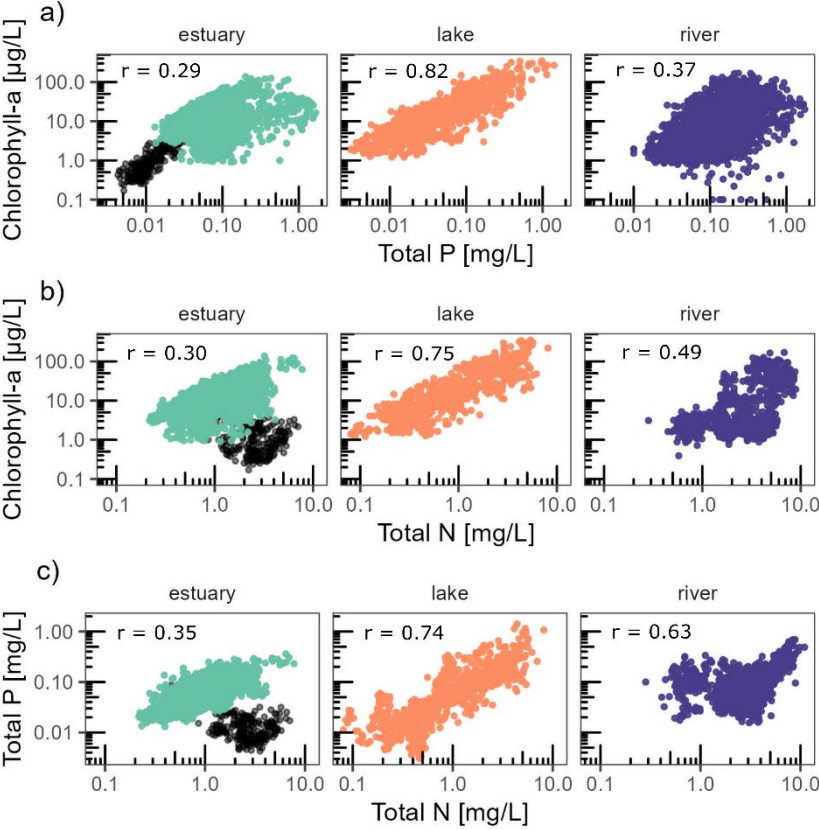 a)
estuary lake river
Chlorophyll-a [µg/L]
r = 0.29 r = 0.82 r = 0.37
100.0
10.0
1.0
0.1
0.01 0.10 1.00 0.01 0.10 1.00 0.01 0.10 1.00
Total P [mg/L]
b)
estuary lake river
Chlorophyll-a [µg/L]
r = 0.30 r = 0.75 r = 0.49
100.0
10.0
1.0
0.1
0.1 1.0 10.0 0.1 1.0 10.0 0.1 1.0 10.0
Total N [mg/L]
c)
estuary lake river
Total P [mg/L]
r = 0.35 r = 0.74 r = 0.63
1.00
0.10
0.01
0.1 1.0 10.0 0.1 1.0 10.0 0.1 1.0 10.0
Total N [mg/L]